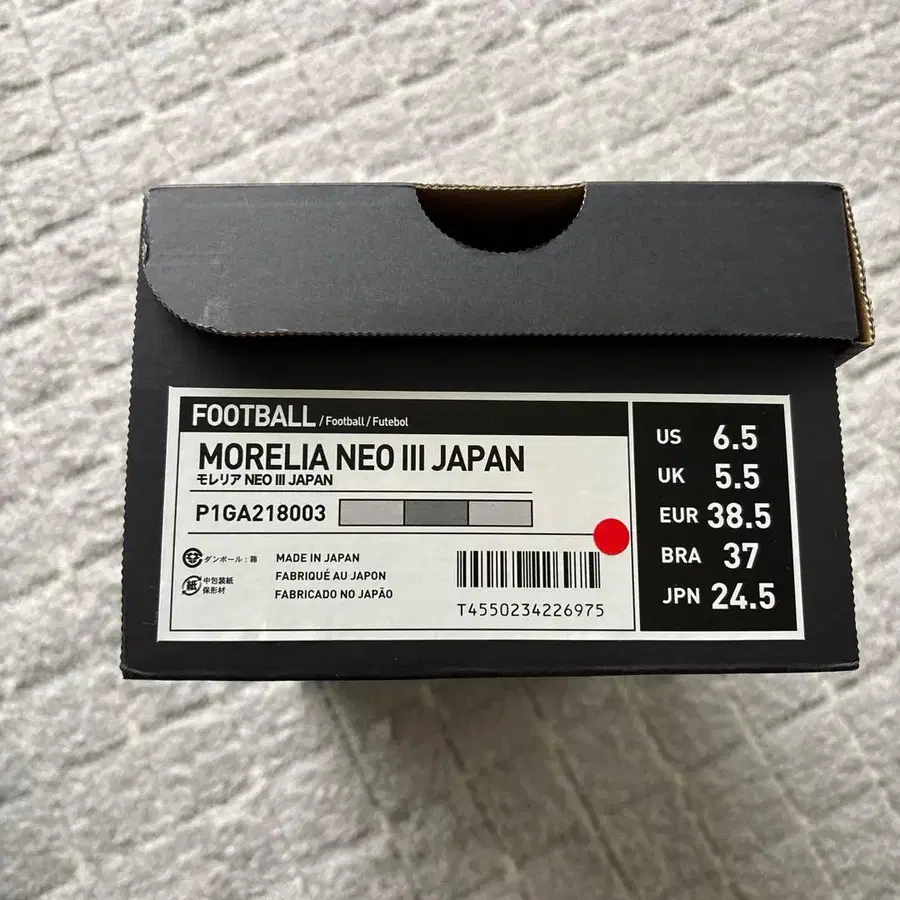 FOOTBALL / Football / Futebol
MORELIA NEO III JAPAN
モレリア NEO III JAPAN
P1GA218003
ダンボール：箱
中包装紙
保形材
紙
MADE IN JAPAN
FABRIQUÉ AU JAPON
FABRICADO NO JAPÃO
T4550234226975
US 6.5
UK 5.5
EUR 38.5
BRA 37
JPN 24.5